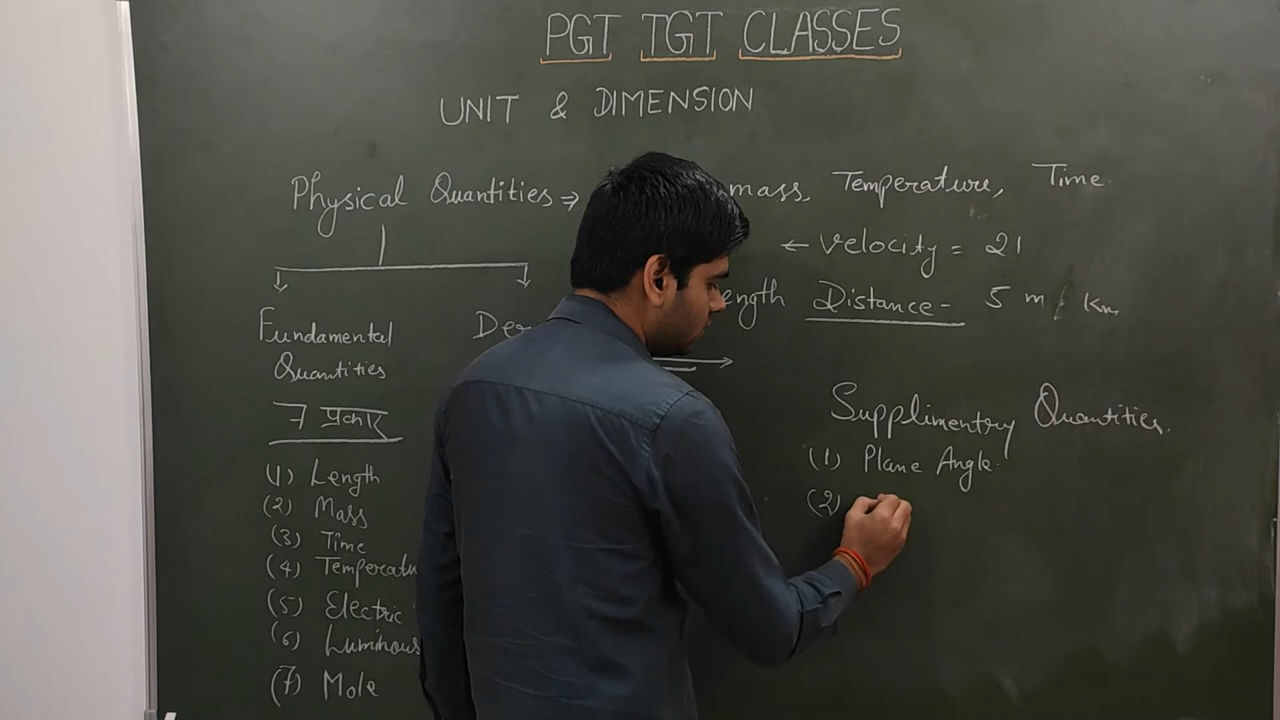 PGT TGT CLASSES
UNIT & DIMENSION
Physical Quantities ⇒ mass, Temperature, Time.
← Velocity = 21
Distance - 5 m / Km
Fundamental
Quantities
7 प्रकार
(1) Length
(2) Mass
(3) Time
(4) Temperatu
(5) Electric
(6) Luminous
(7) Mole
Supplimentry Quantities.
(1) Plane Angle.
(2)